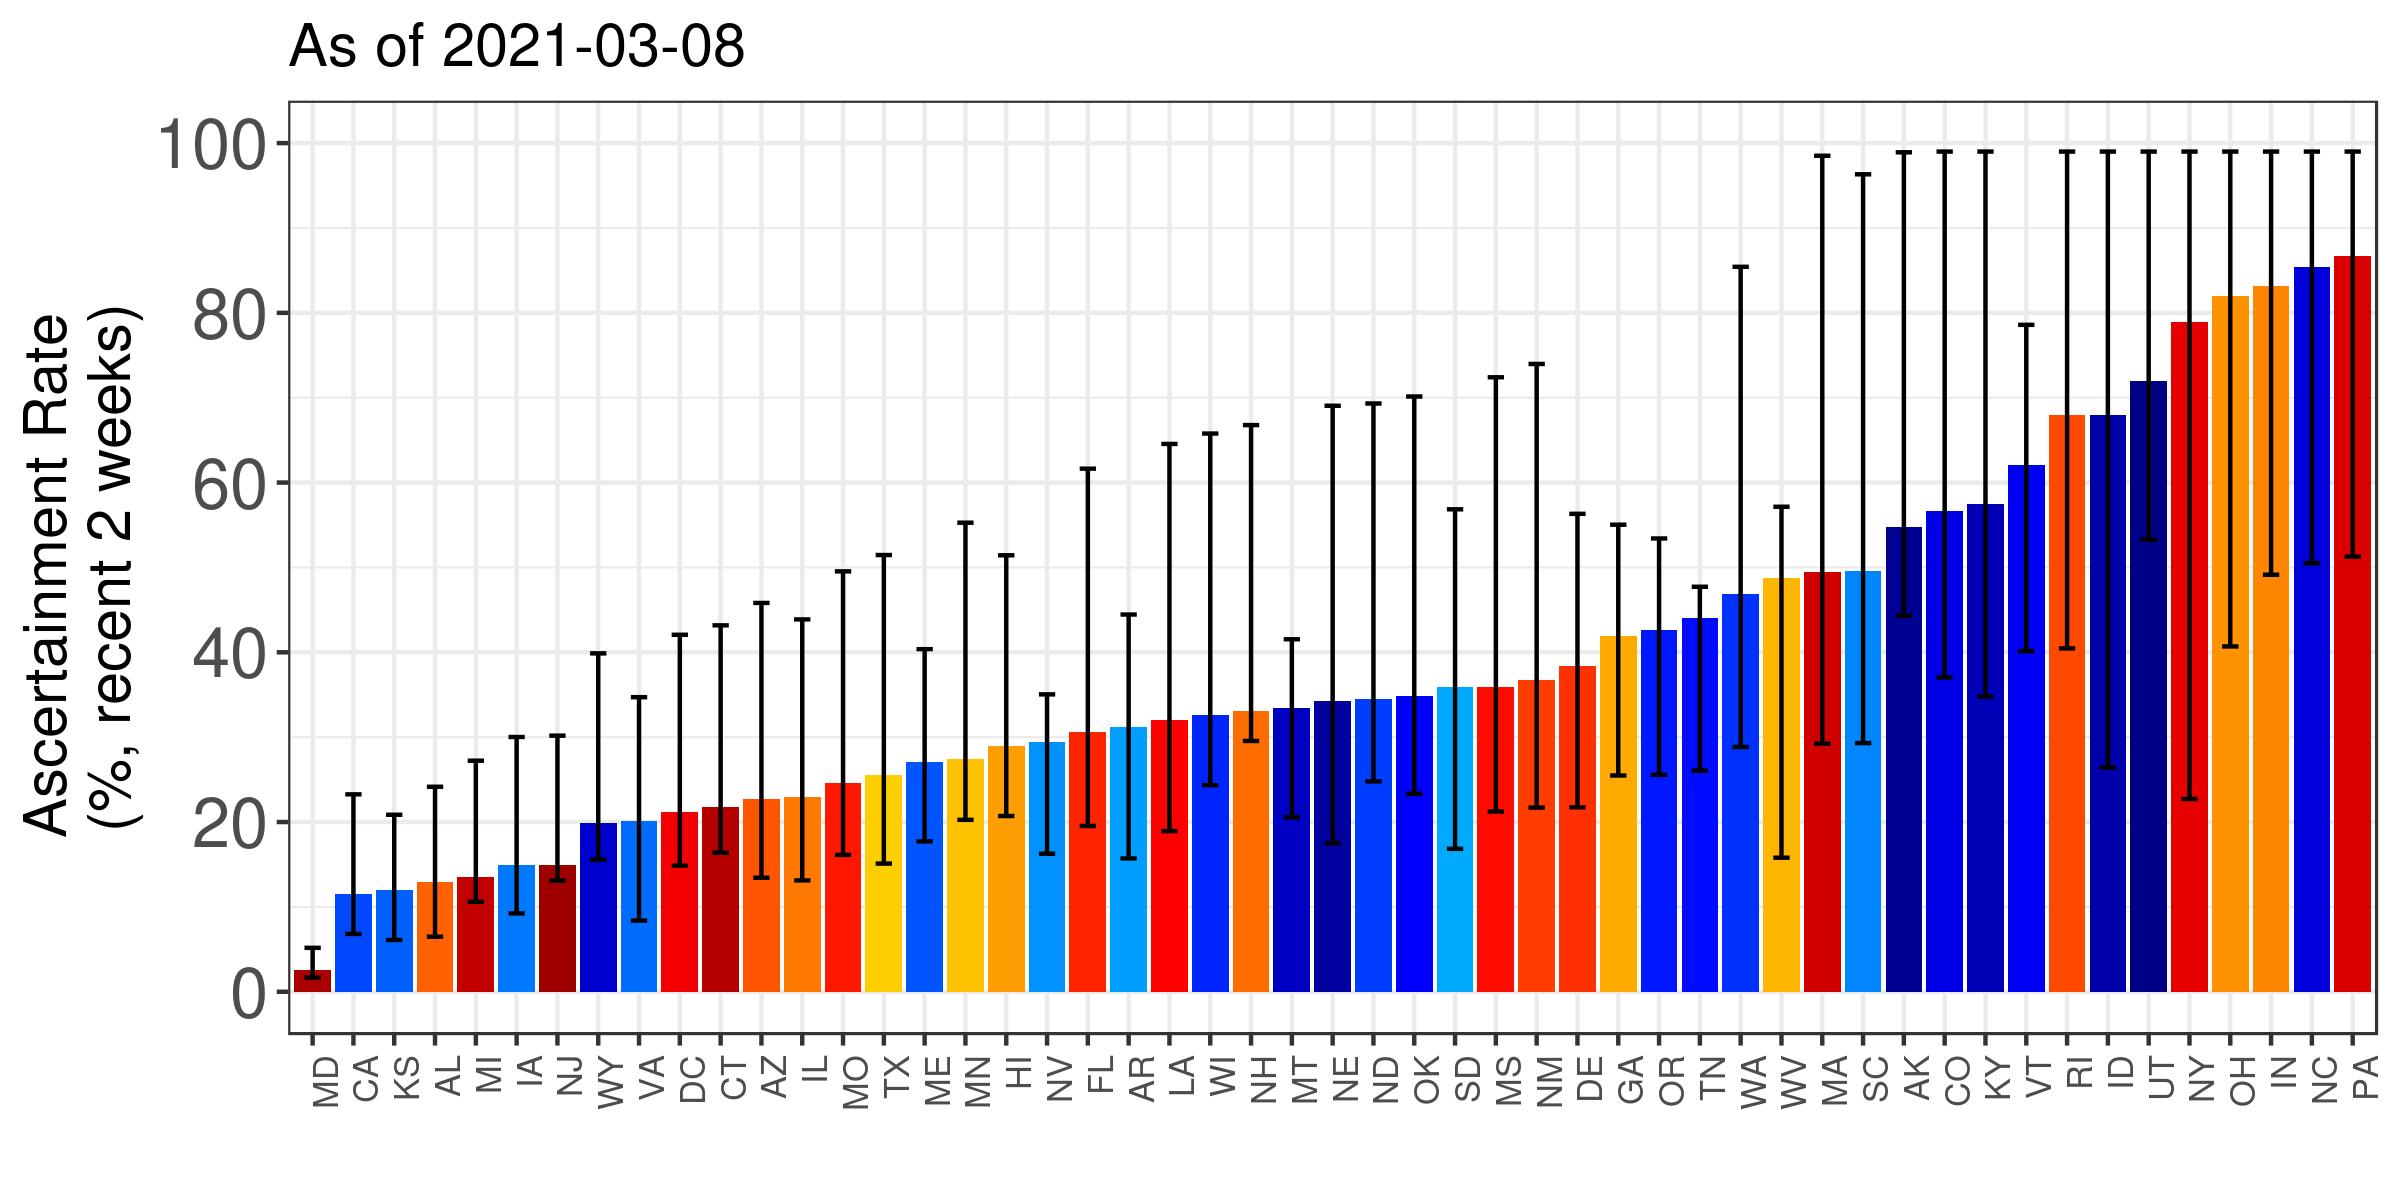 As of 2021-03-08
Ascertainment Rate
(%, recent 2 weeks)
100
80
60
40
20
0
MD CA KS AL MI IA NJ WY VA DC CT AZ IL MO TX ME MN HI NV FL AR LA WI NH MT NE ND OK SD MS NM DE GA OR TN WA WV MA SC AK CO KY VT RI ID UT NY OH IN NC PA